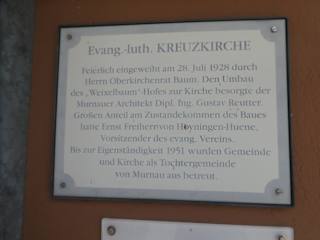 Evang.-luth. KREUZKIRCHE
Feierlich eingeweiht am 28. Juli 1928 durch
Herrn Oberkirchenrat Baum. Den Umbau
des „Weixelbaum"-Hofes zur Kirche besorgte der
Murnauer Architekt Dipl. Ing. Gustav Reutter.
Großen Anteil am Zustandekommen des Baues
hatte Ernst Freiherrvon Hoyningen-Huene,
Vorsitzender des evang. Vereins.
Bis zur Eigenständigkeit 1951 wurden Gemeinde
und Kirche als Tochtergemeinde
von Murnau aus betreut.